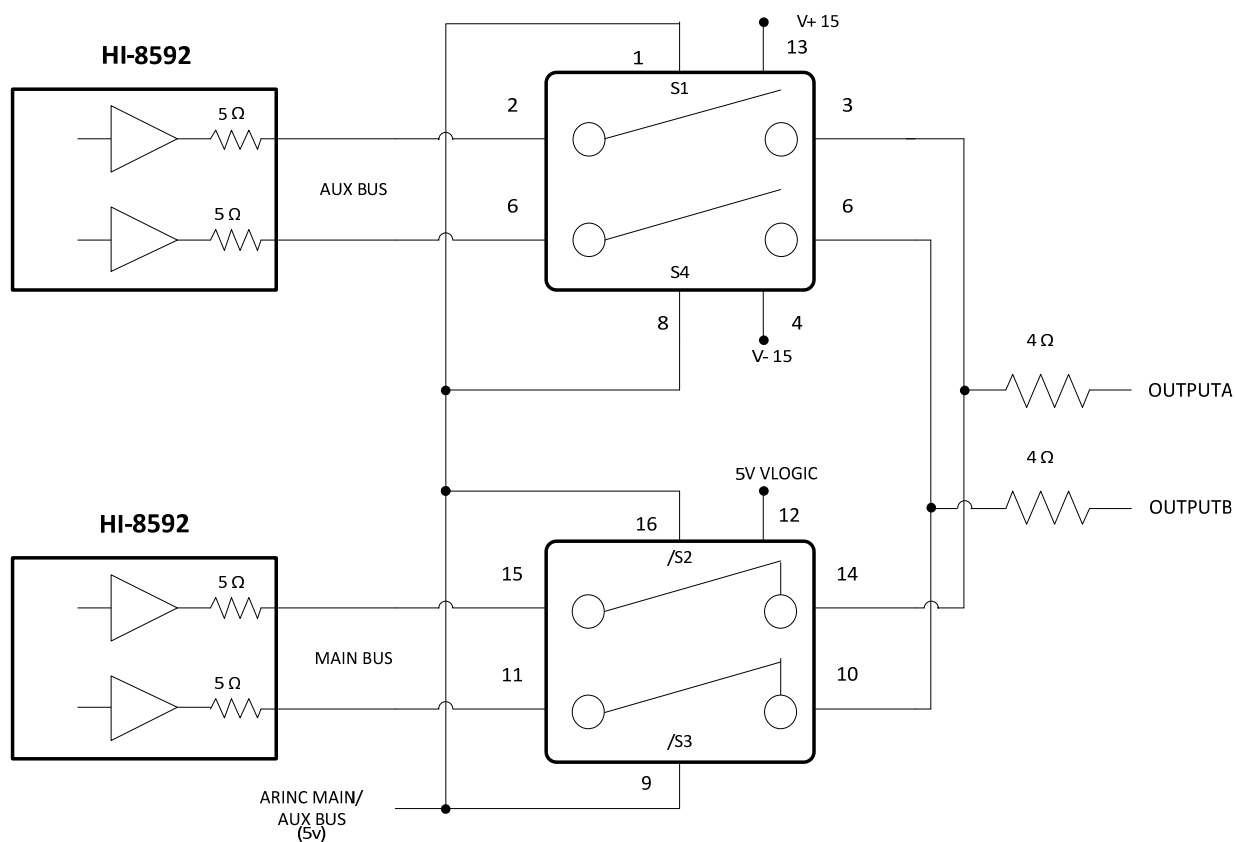 V+ 15
HI-8592
1
13
S1
5 Ω
2
3
AUX BUS
5 Ω
6
6
S4
8
4
V- 15
4 Ω
OUTPUTA
4 Ω
5V VLOGIC
OUTPUTB
HI-8592
16
12
/S2
5 Ω
15
14
MAIN BUS
5 Ω
11
10
/S3
9
ARINC MAIN/
AUX BUS
(5v)